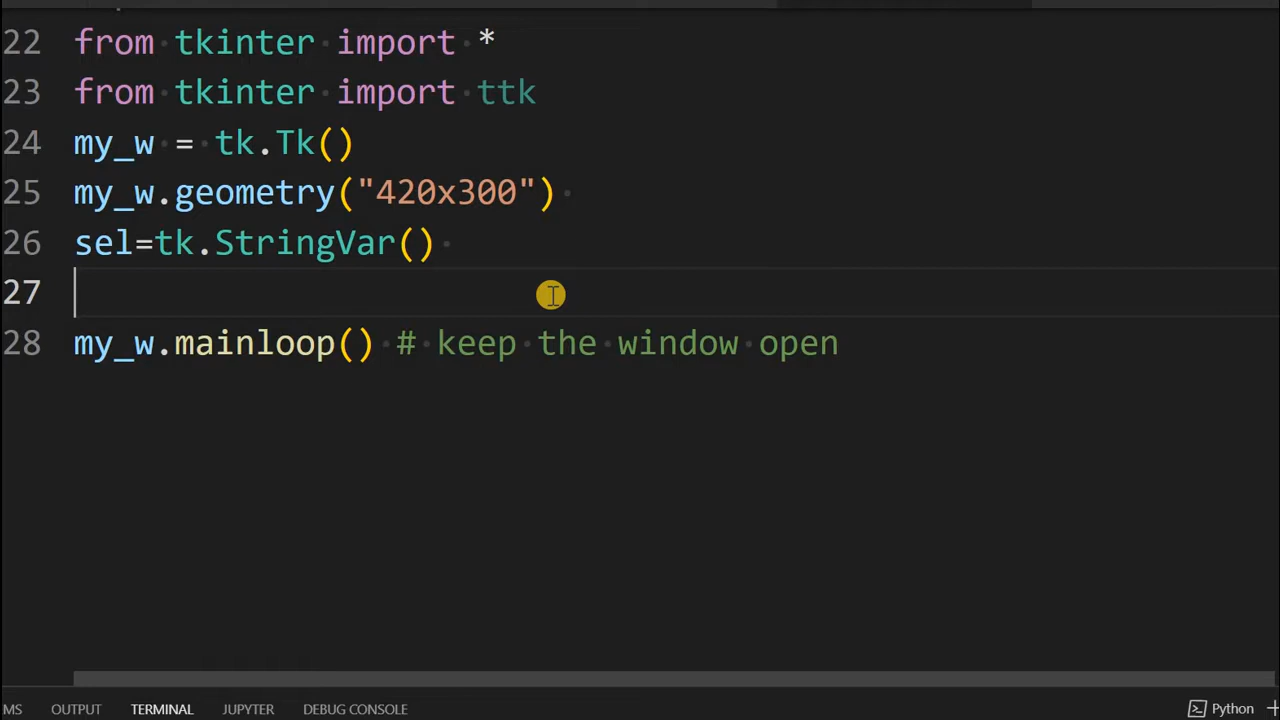 22 from tkinter import *
23 from tkinter import ttk
24 my_w = tk.Tk()
25 my_w.geometry("420x300")
26 sel=tk.StringVar()
27
28 my_w.mainloop() # keep the window open
MS OUTPUT TERMINAL JUPYTER DEBUG CONSOLE Python